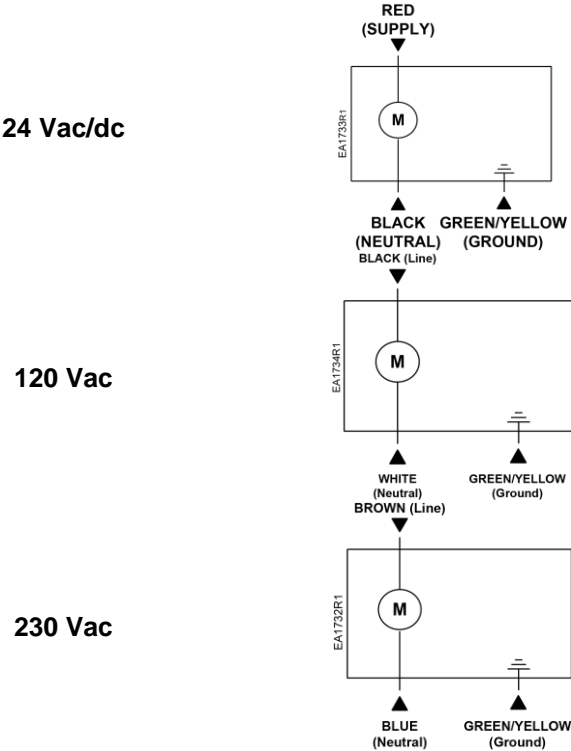 RED
(SUPPLY)
24 Vac/dc
EA1733R1
M
BLACK GREEN/YELLOW
(NEUTRAL) (GROUND)
BLACK (Line)
120 Vac
EA1734R1
M
WHITE GREEN/YELLOW
(Neutral) (Ground)
BROWN (Line)
230 Vac
EA1732R1
M
BLUE GREEN/YELLOW
(Neutral) (Ground)